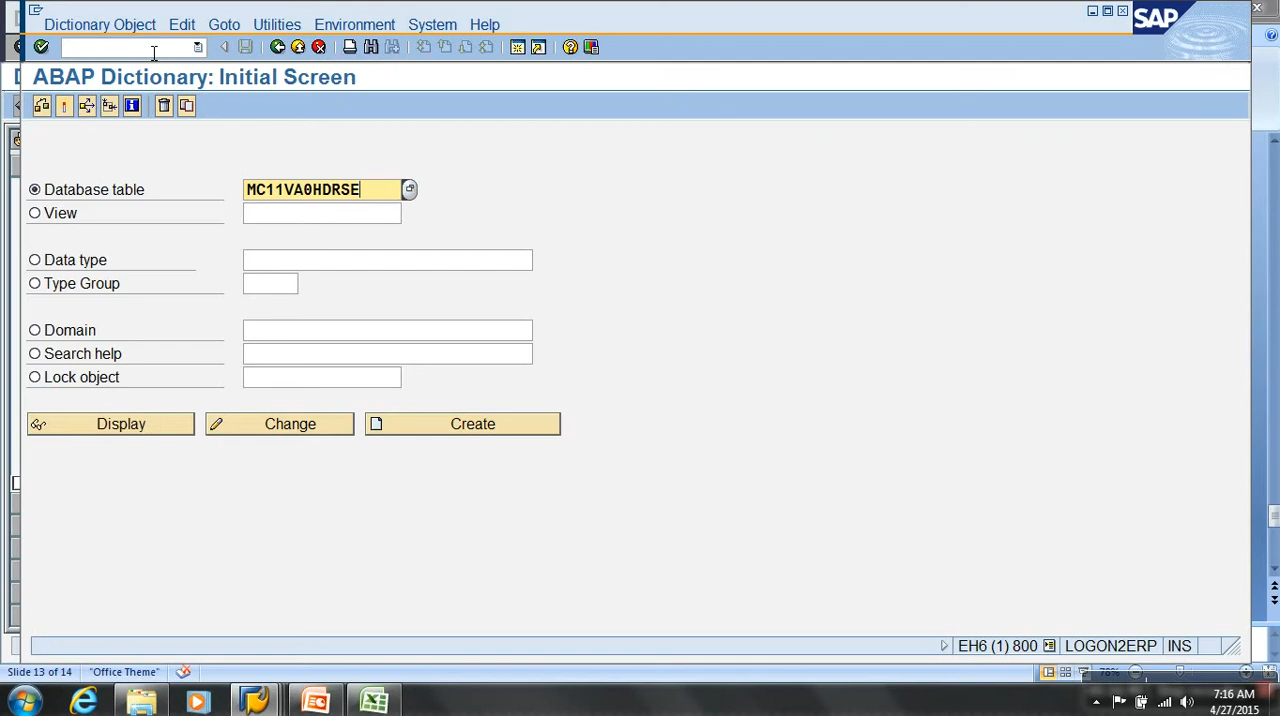 Dictionary Object Edit Goto Utilities Environment System Help
SAP
ABAP Dictionary: Initial Screen
Database table MC11VA0HDRSE
View
Data type
Type Group
Domain
Search help
Lock object
Display Change Create
EH6 (1) 800 LOGON2ERP INS
Slide 13 of 14 "Office Theme" 78%
7:16 AM
4/27/2015